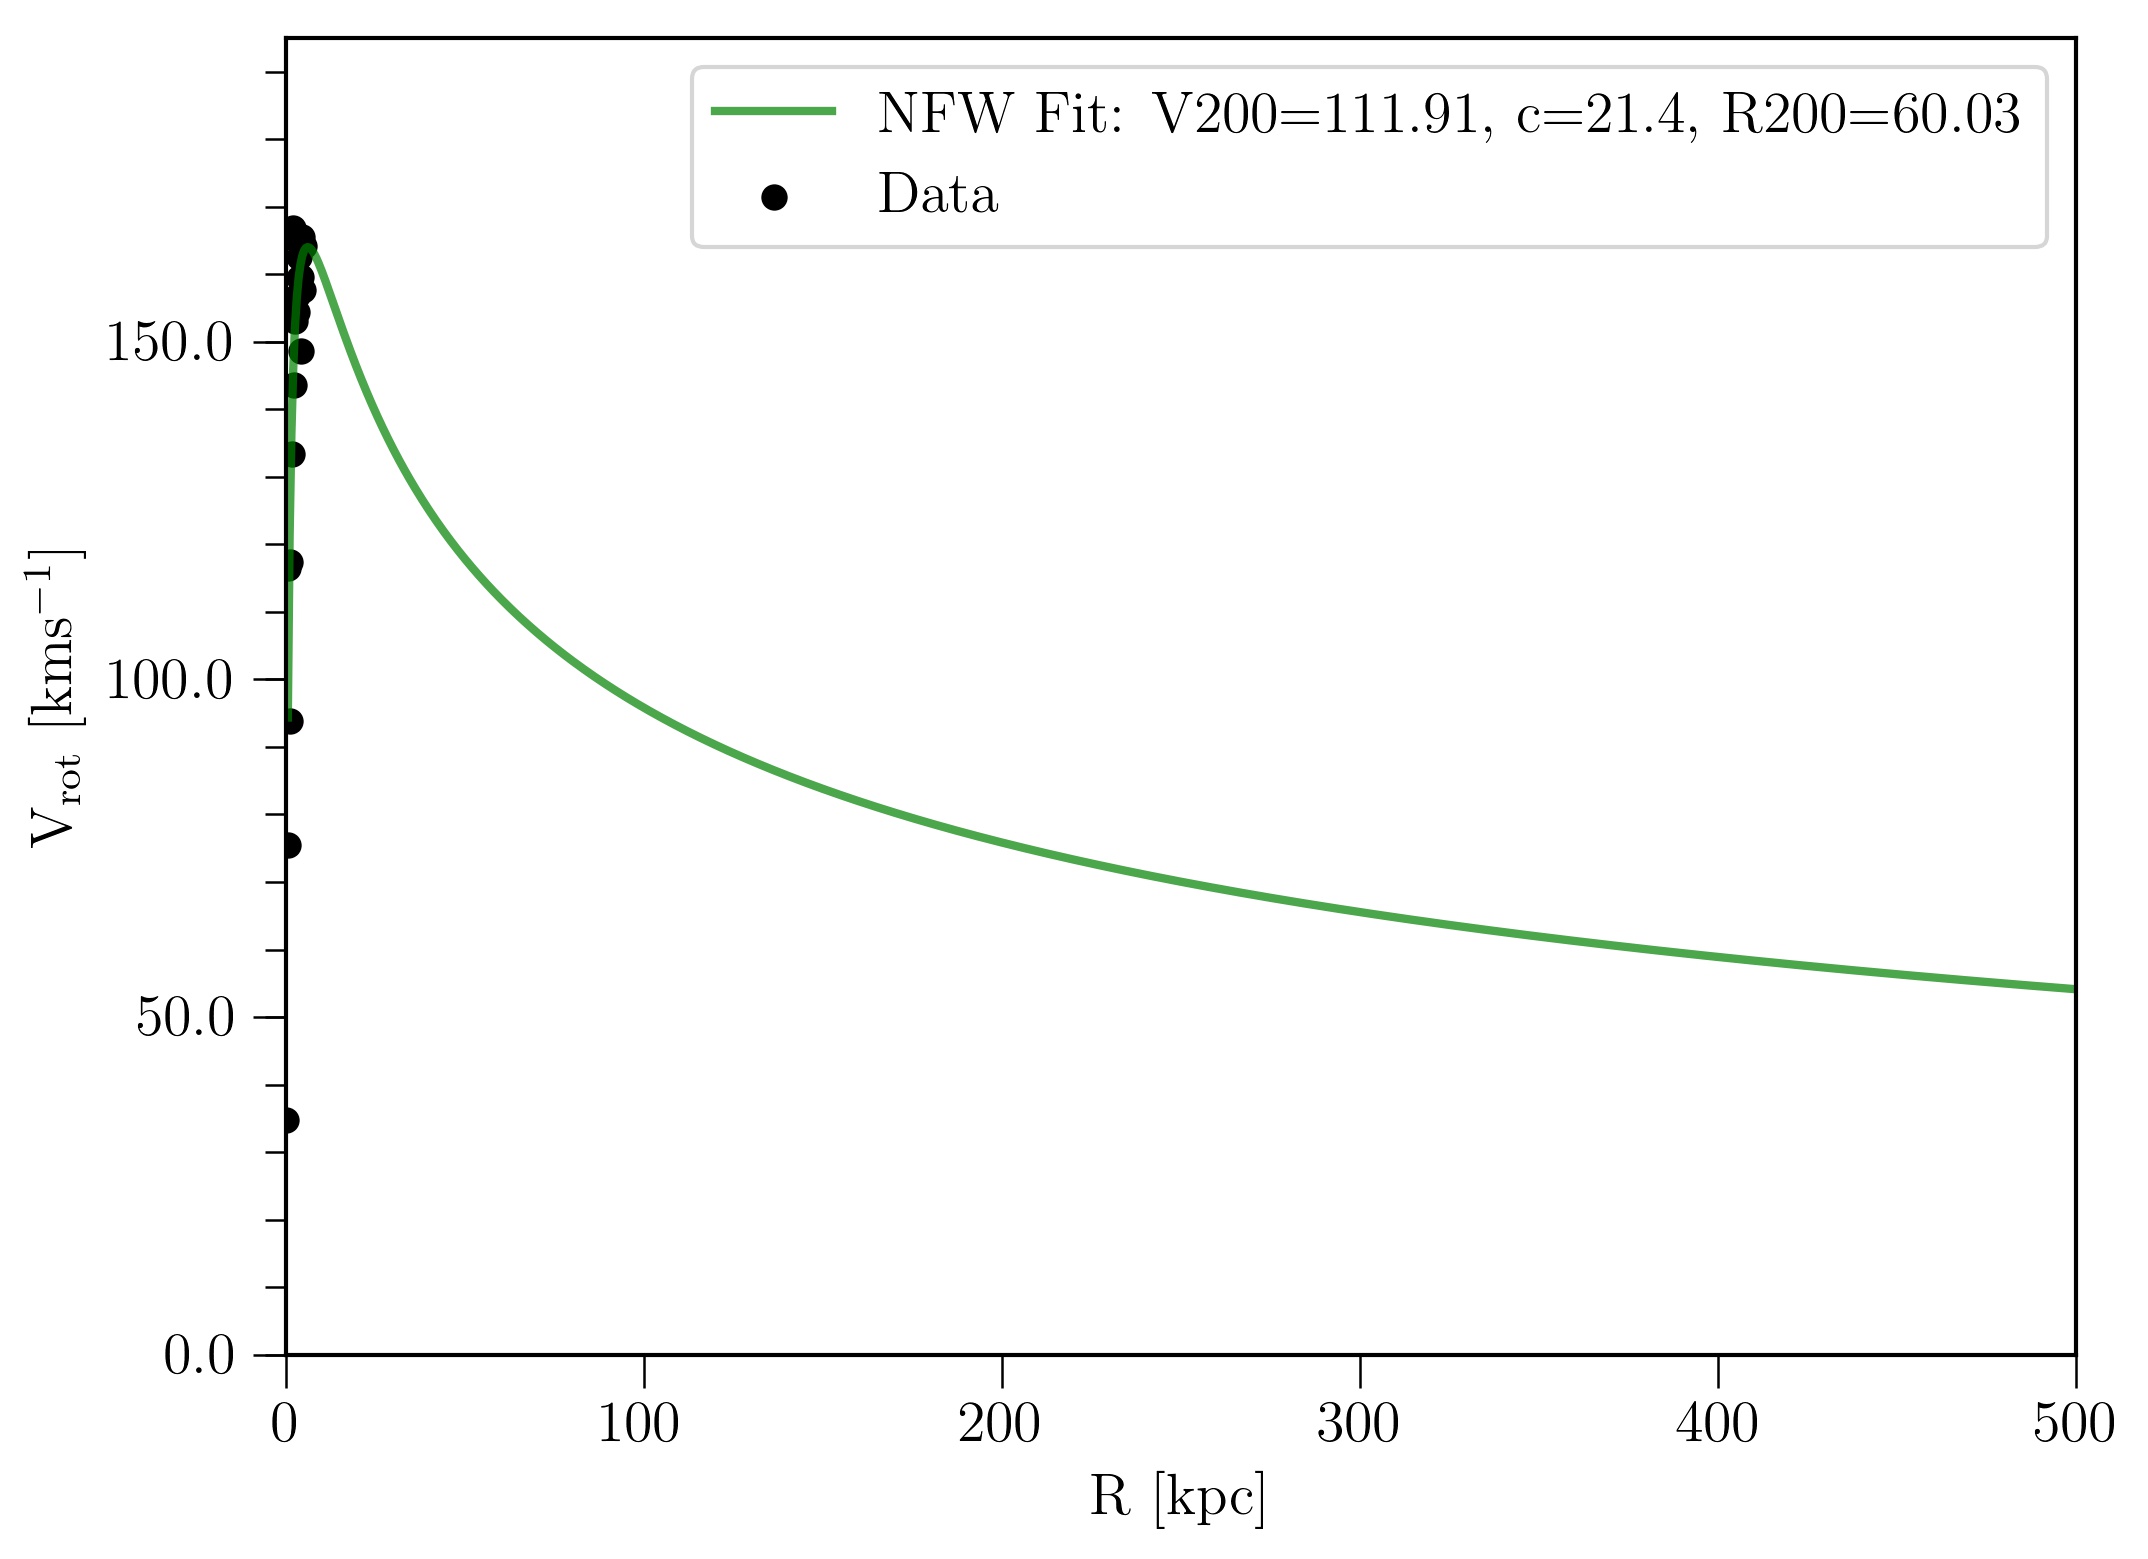 NFW Fit: V200=111.91, c=21.4, R200=60.03
Data
150.0
100.0
50.0
0.0
V_rot [kms^−1]
0 100 200 300 400 500
R [kpc]